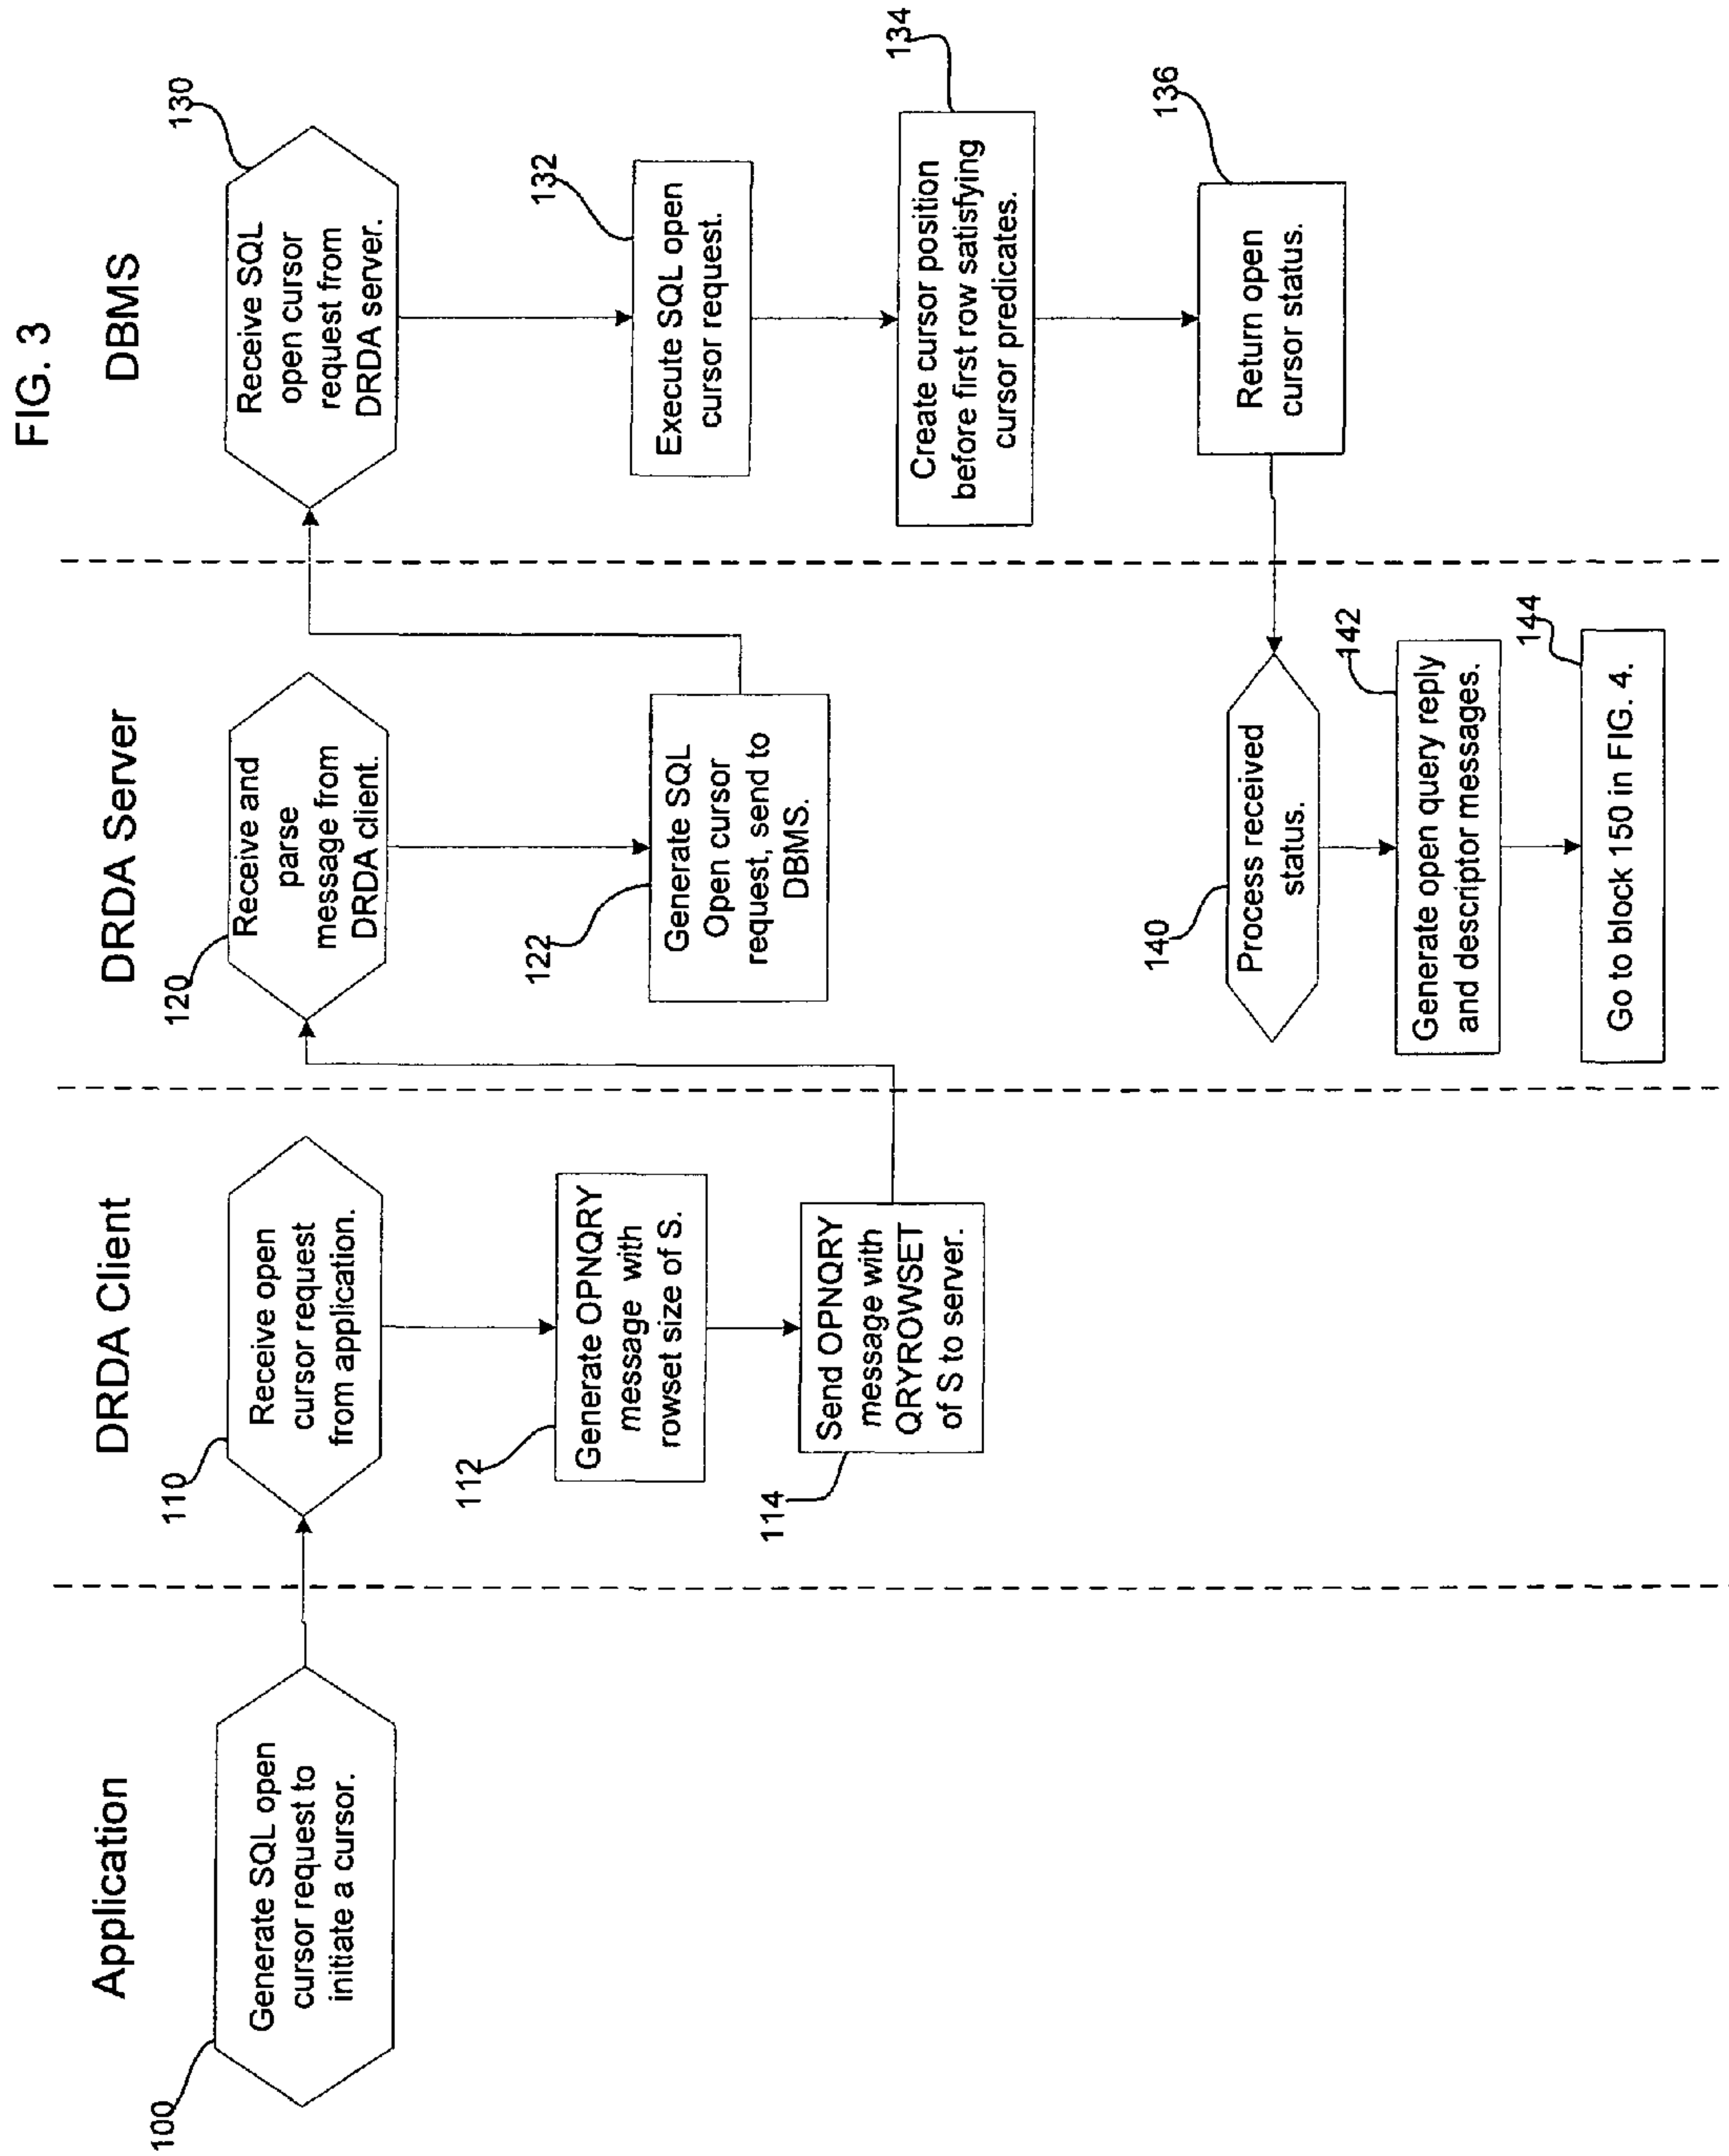 FIG. 3
Application
DRDA Client
DRDA Server
DBMS
100
Generate SQL open
cursor request to
initiate a cursor.
110
Receive open
cursor request
from application.
112
Generate OPNQRY
message with
rowset size of S.
114
Send OPNQRY
message with
QRYROWSET
of S to server.
120
Receive and
parse
message from
DRDA client.
122
Generate SQL
Open cursor
request, send to
DBMS.
130
Receive SQL
open cursor
request from
DRDA server.
132
Execute SQL open
cursor request.
134
Create cursor position
before first row satisfying
cursor predicates.
136
Return open
cursor status.
140
Process received
status.
142
Generate open query reply
and descriptor messages.
144
Go to block 150 in FIG. 4.